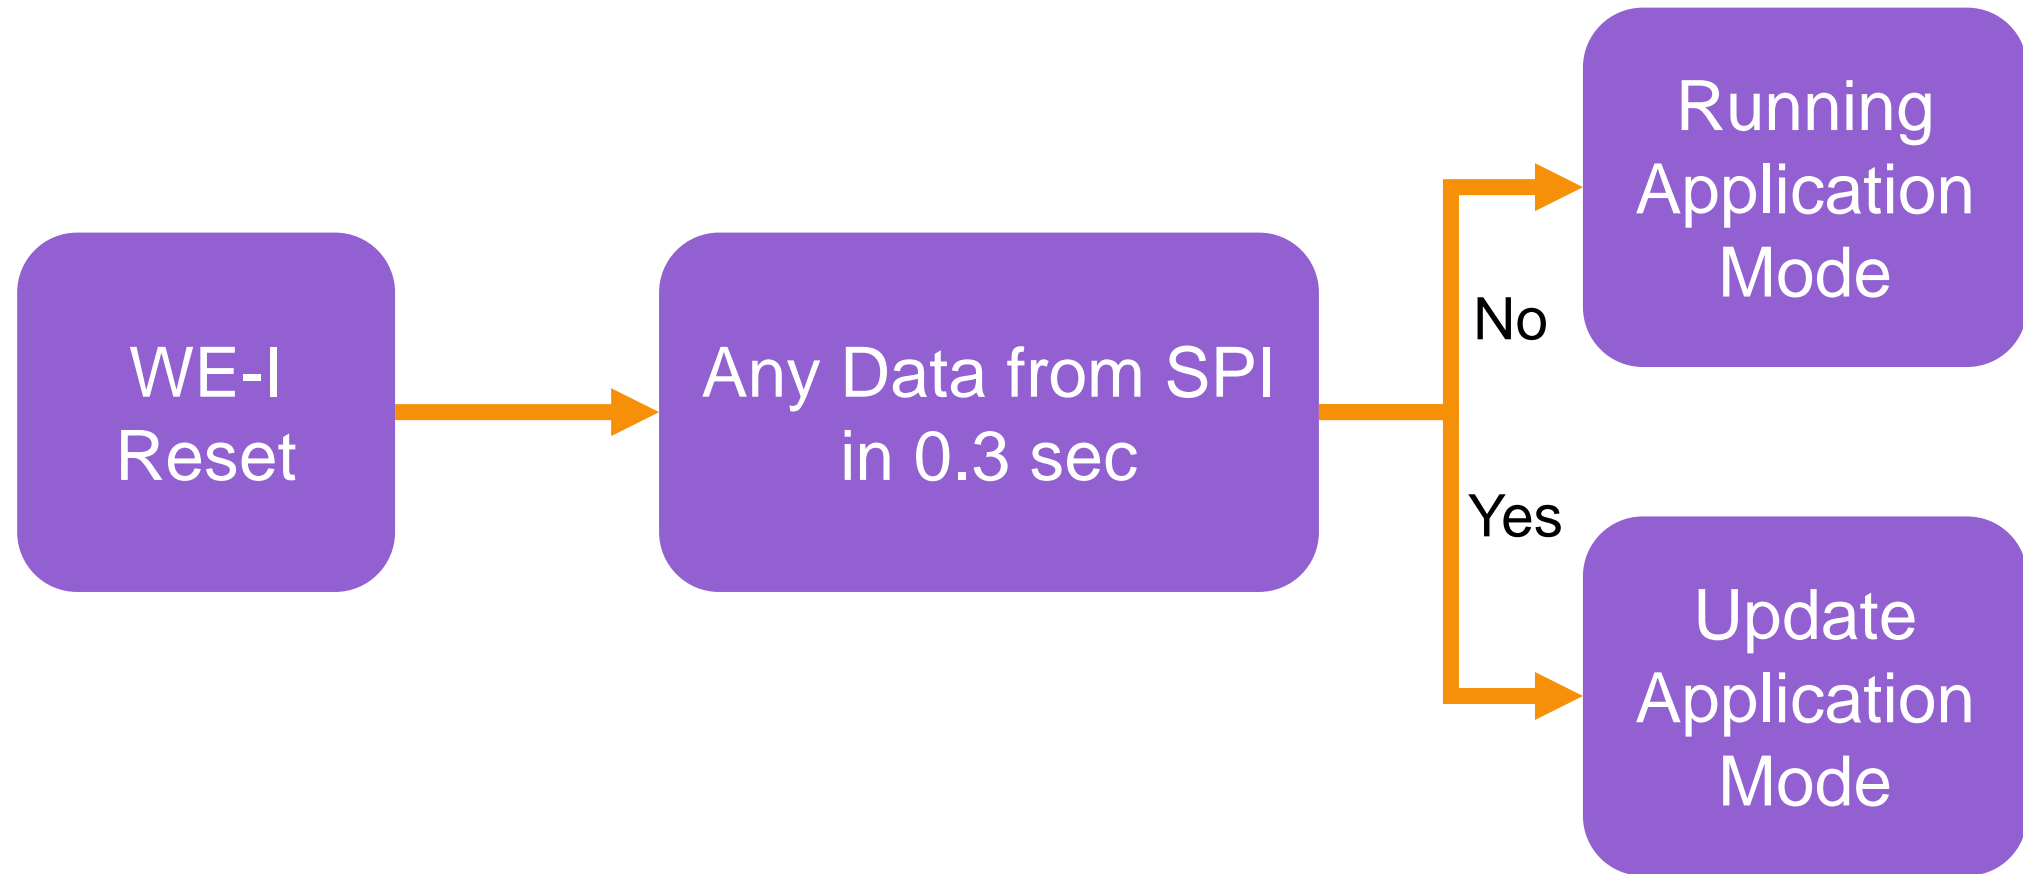 WE-I
Reset
Any Data from SPI
in 0.3 sec
No
Yes
Running
Application
Mode
Update
Application
Mode